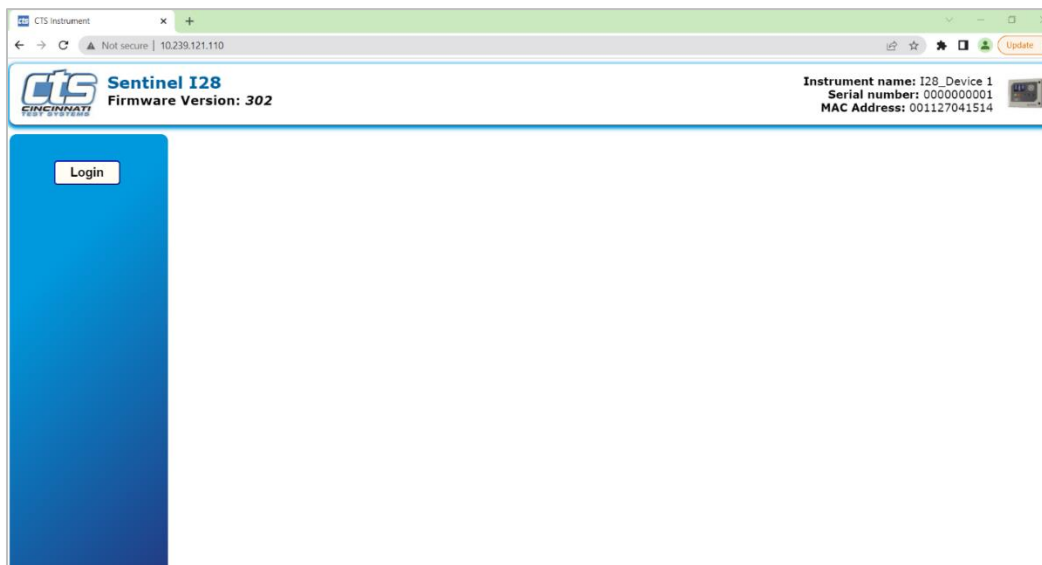 CTS Instrument
Not secure | 10.239.121.110
Update
CTS
CINCINNATI
TEST SYSTEMS
Sentinel I28
Firmware Version: 302
Instrument name: I28_Device 1
Serial number: 0000000001
MAC Address: 001127041514
Login